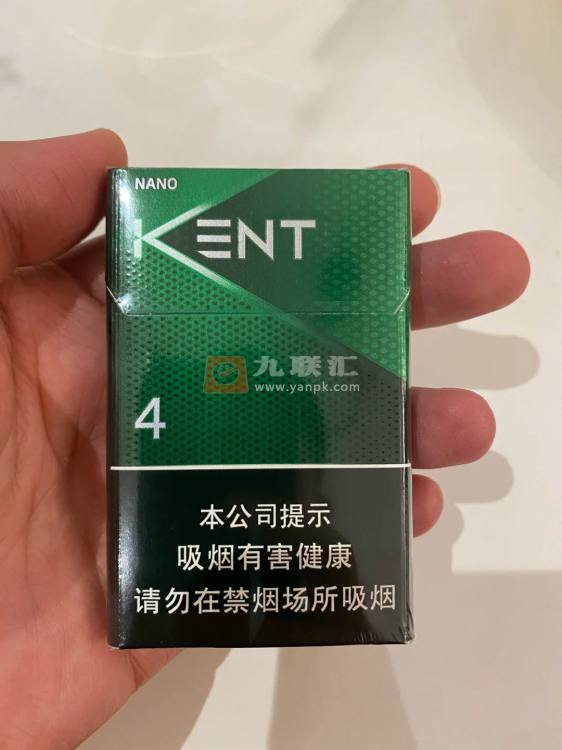 NANO
KENT
九联汇
www.yanpk.com
4
本公司提示
吸烟有害健康
请勿在禁烟场所吸烟